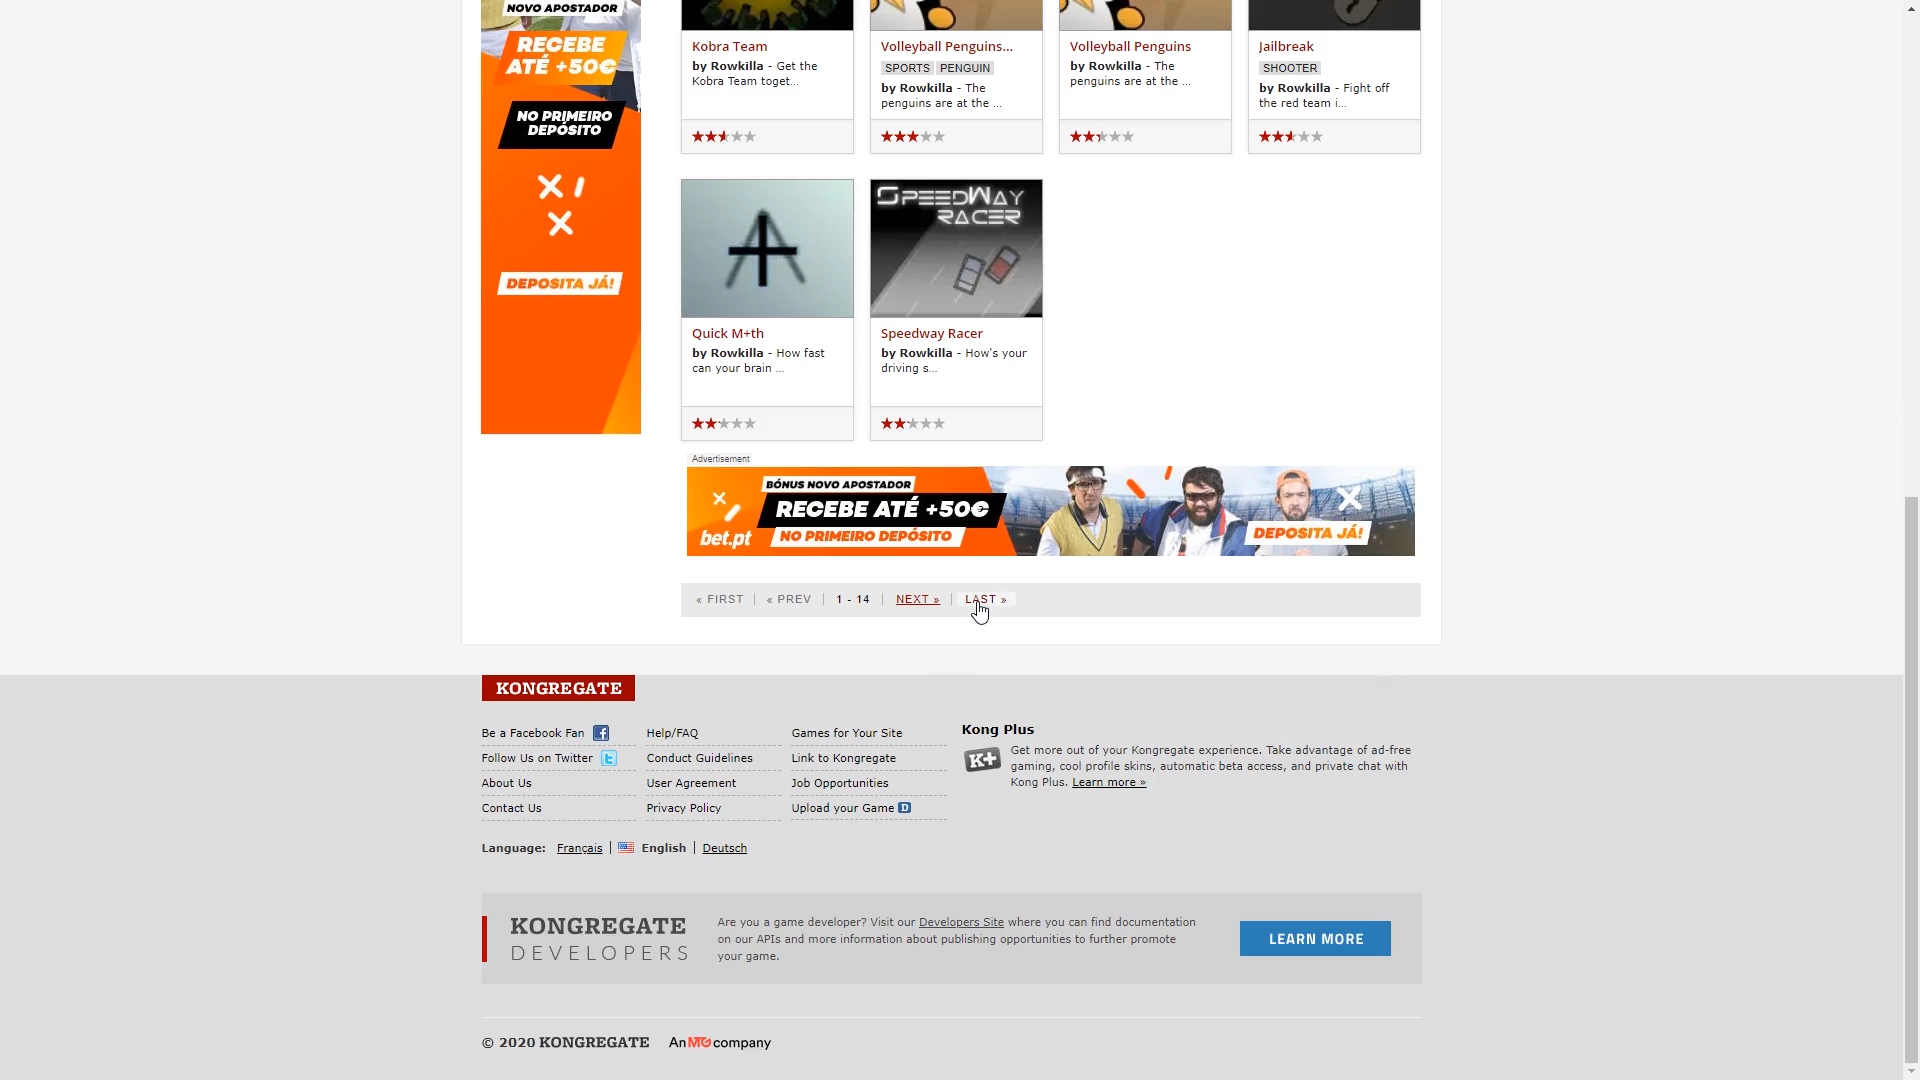 NOVO APOSTADOR
RECEBE
ATÉ +50€
NO PRIMEIRO
DEPÓSITO
DEPOSITA JÁ!
Kobra Team
by Rowkilla - Get the
Kobra Team toget...
Volleyball Penguins...
SPORTS PENGUIN
by Rowkilla - The
penguins are at the ...
Volleyball Penguins
by Rowkilla - The
penguins are at the ...
Jailbreak
SHOOTER
by Rowkilla - Fight off
the red team i...
SPEEDWAY
RACER
Quick M+th
by Rowkilla - How fast
can your brain ...
Speedway Racer
by Rowkilla - How's your
driving s...
Advertisement
BÓNUS NOVO APOSTADOR
RECEBE ATÉ +50€
NO PRIMEIRO DEPÓSITO
bet.pt
DEPOSITA JÁ!
« FIRST | « PREV | 1 - 14 | NEXT » | LAST »
KONGREGATE
Be a Facebook Fan
Follow Us on Twitter
About Us
Contact Us
Help/FAQ
Conduct Guidelines
User Agreement
Privacy Policy
Games for Your Site
Link to Kongregate
Job Opportunities
Upload your Game D
Kong Plus
K+
Get more out of your Kongregate experience. Take advantage of ad-free
gaming, cool profile skins, automatic beta access, and private chat with
Kong Plus. Learn more »
Language: Français | English | Deutsch
KONGREGATE
DEVELOPERS
Are you a game developer? Visit our Developers Site where you can find documentation
on our APIs and more information about publishing opportunities to further promote
your game.
LEARN MORE
© 2020 KONGREGATE An MTG company